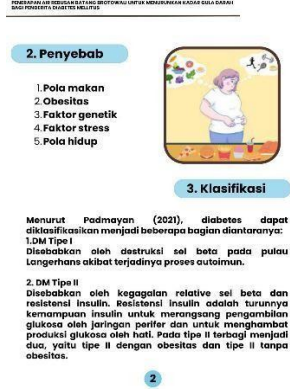 PENERAPAN AIR REBUSAN BATANG BROTOWALI UNTUK MENURUNKAN KADAR GULA DARAH
BAGI PENDERITA DIABETES MELLITUS
2. Penyebab
1.Pola makan
2.Obesitas
3.Faktor genetik
4.Faktor stress
5.Pola hidup
3. Klasifikasi
Menurut Padmayan (2021), diabetes dapat
diklasifikasikan menjadi beberapa bagian diantaranya:
1.DM Tipe I
Disebabkan oleh destruksi sel beta pada pulau
Langerhans akibat terjadinya proses autoimun.
2. DM Tipe II
Disebabkan oleh kegagalan relative sel beta dan
resistensi insulin. Resistensi insulin adalah turunnya
kemampuan insulin untuk merangsang pengambilan
glukosa oleh jaringan perifer dan untuk menghambat
produksi glukosa oleh hati. Pada tipe II terbagi menjadi
dua, yaitu tipe II dengan obesitas dan tipe II tanpa
obesitas.
2